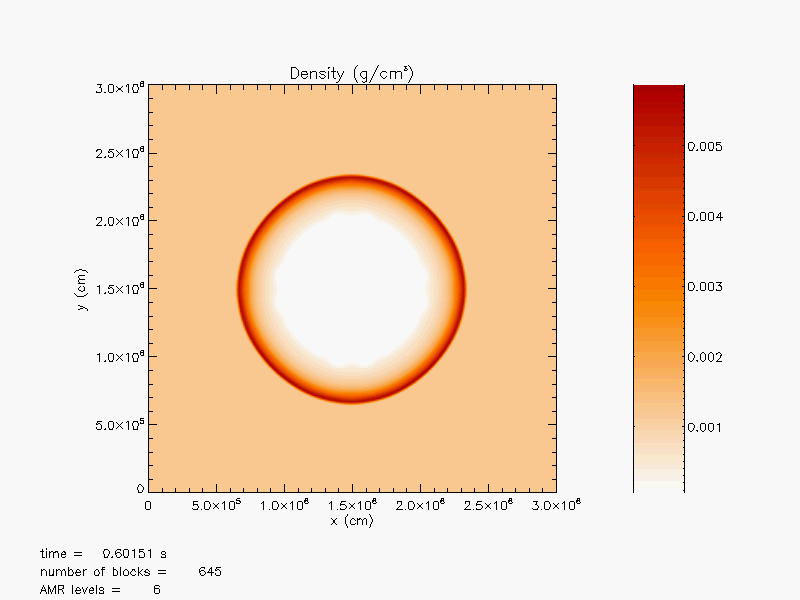 Density (g/cm³)
3.0×10⁶
2.5×10⁶
2.0×10⁶
1.5×10⁶
1.0×10⁶
5.0×10⁵
0
y (cm)
0 5.0×10⁵ 1.0×10⁶ 1.5×10⁶ 2.0×10⁶ 2.5×10⁶ 3.0×10⁶
x (cm)
0.005
0.004
0.003
0.002
0.001
time = 0.60151 s
number of blocks = 645
AMR levels = 6